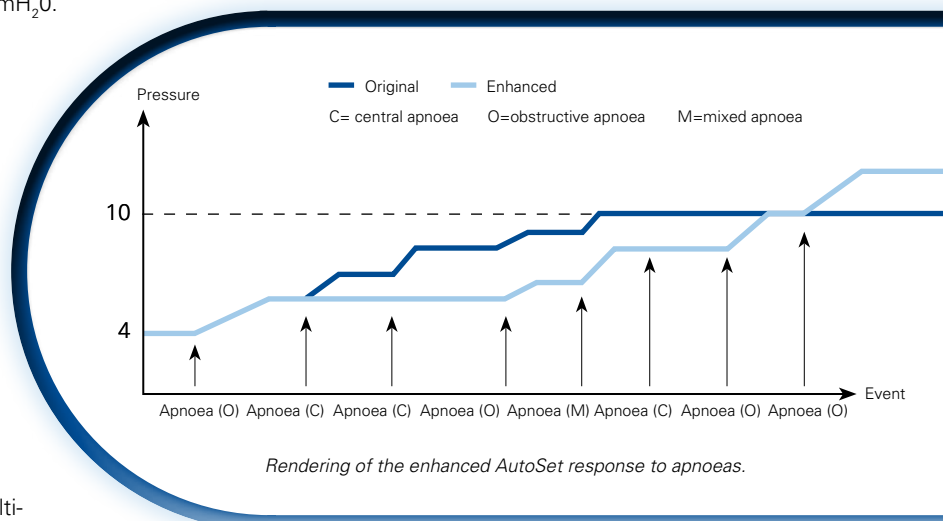 mH₂0.
Pressure
Original Enhanced
C= central apnoea O=obstructive apnoea M=mixed apnoea
10
4
Event
Apnoea (O) Apnoea (C) Apnoea (C) Apnoea (O) Apnoea (M) Apnoea (C) Apnoea (O) Apnoea (O)
Rendering of the enhanced AutoSet response to apnoeas.
lti-